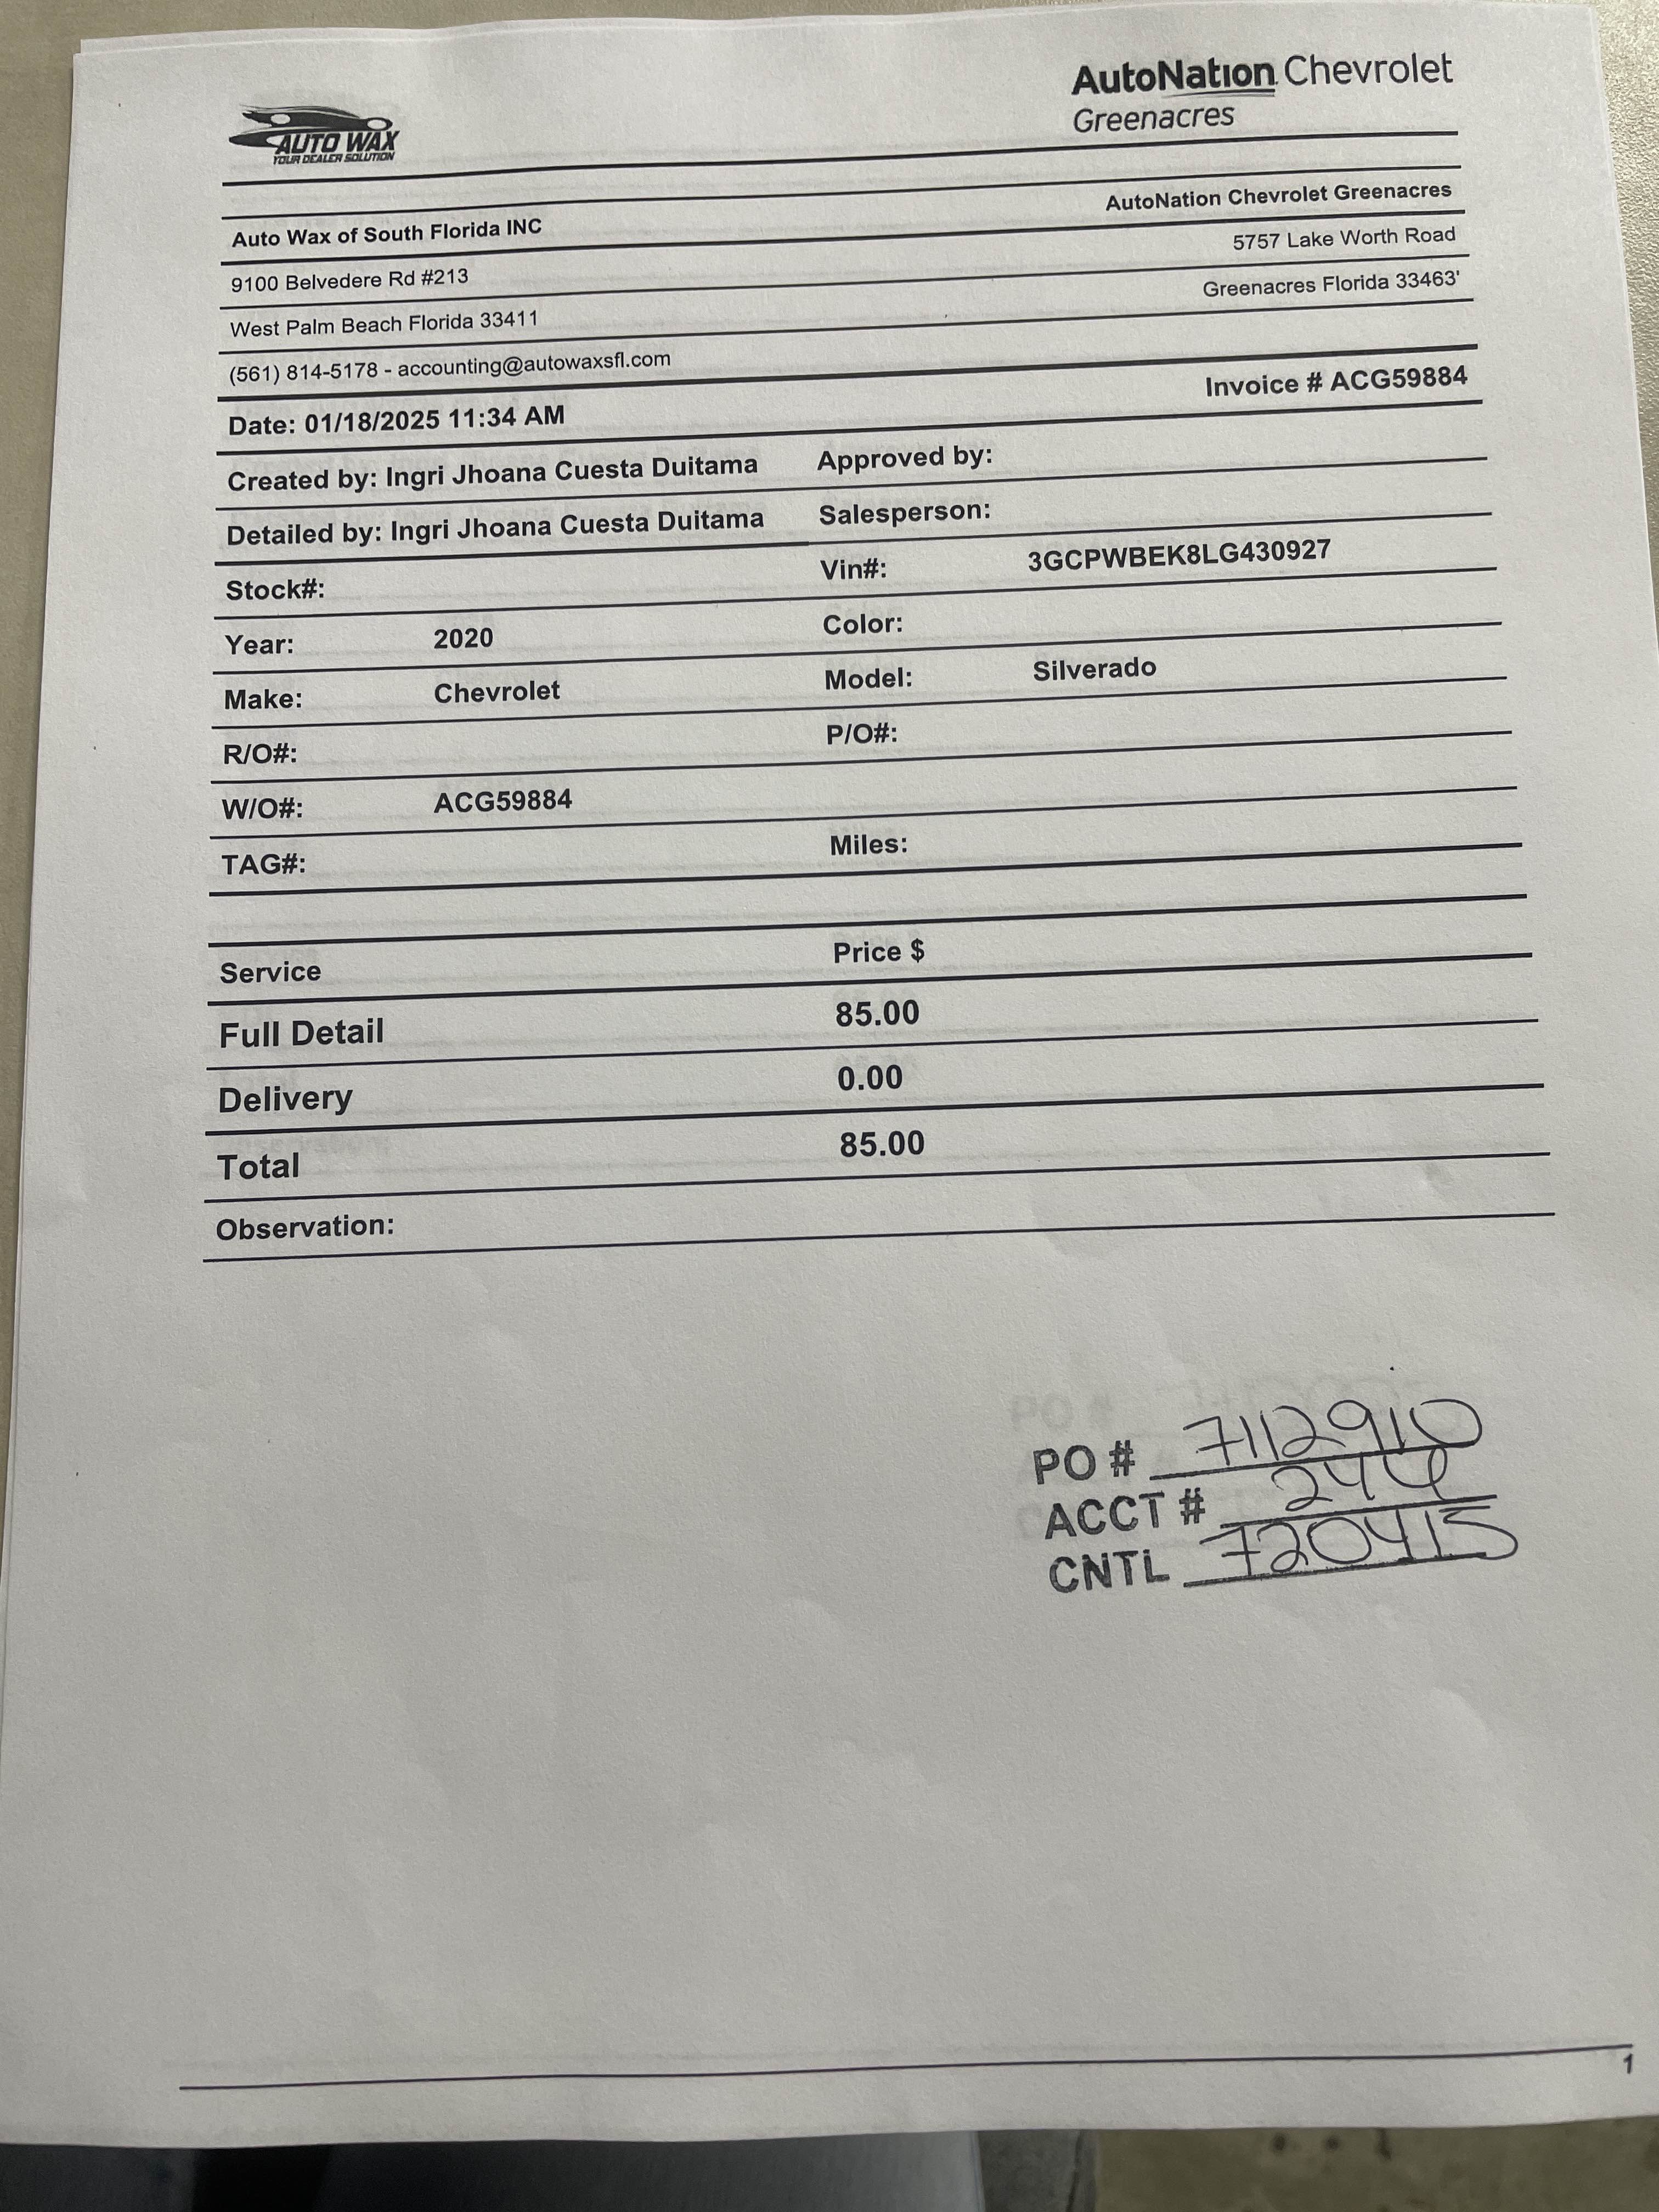 AUTO WAX
YOUR DEALER SOLUTION
AutoNation Chevrolet
Greenacres
Auto Wax of South Florida INC
AutoNation Chevrolet Greenacres
9100 Belvedere Rd #213
5757 Lake Worth Road
West Palm Beach Florida 33411
Greenacres Florida 33463'
(561) 814-5178 - accounting@autowaxsfl.com
Date: 01/18/2025 11:34 AM
Invoice # ACG59884
Created by: Ingri Jhoana Cuesta Duitama
Approved by:
Detailed by: Ingri Jhoana Cuesta Duitama
Salesperson:
Stock#:
Vin#: 3GCPWBEK8LG430927
Year: 2020
Color:
Make: Chevrolet
Model: Silverado
R/O#:
P/O#:
W/O#: ACG59884
TAG#:
Miles:
Service Price $
Full Detail 85.00
Delivery 0.00
Total 85.00
Observation:
PO # 7112910
ACCT #
CNTL 720415
1